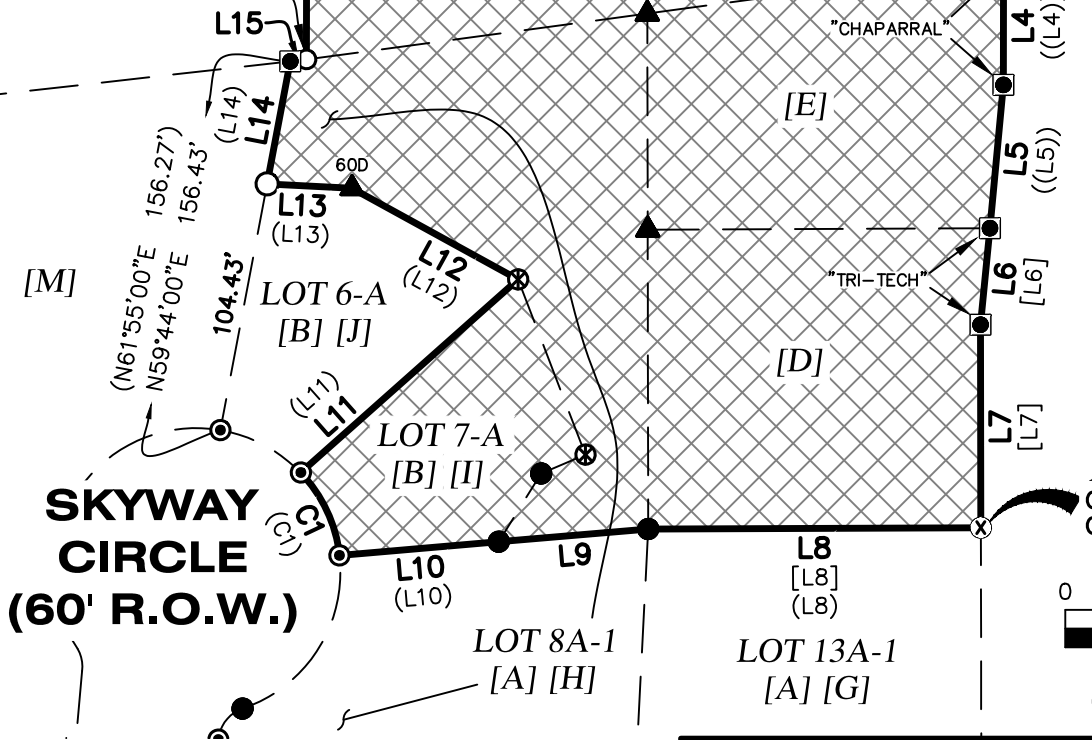 L15
"CHAPARRAL"
L4
((L4))
[E]
(L14)
L14
60D
L5
((L5))
L13
(L13)
(N61°55'00"E 156.27')
N59°44'00"E 156.43'
[M]
104.43'
L12
(L12)
LOT 6-A
[B] [J]
"TRI-TECH"
L6
[L6]
[D]
(L11)
L11
LOT 7-A
[B] [I]
L7
[L7]
SKYWAY
CIRCLE
(60' R.O.W.)
C1
(C1)
L10
(L10)
L9
L8
[L8]
(L8)
0
LOT 8A-1
[A] [H]
LOT 13A-1
[A] [G]